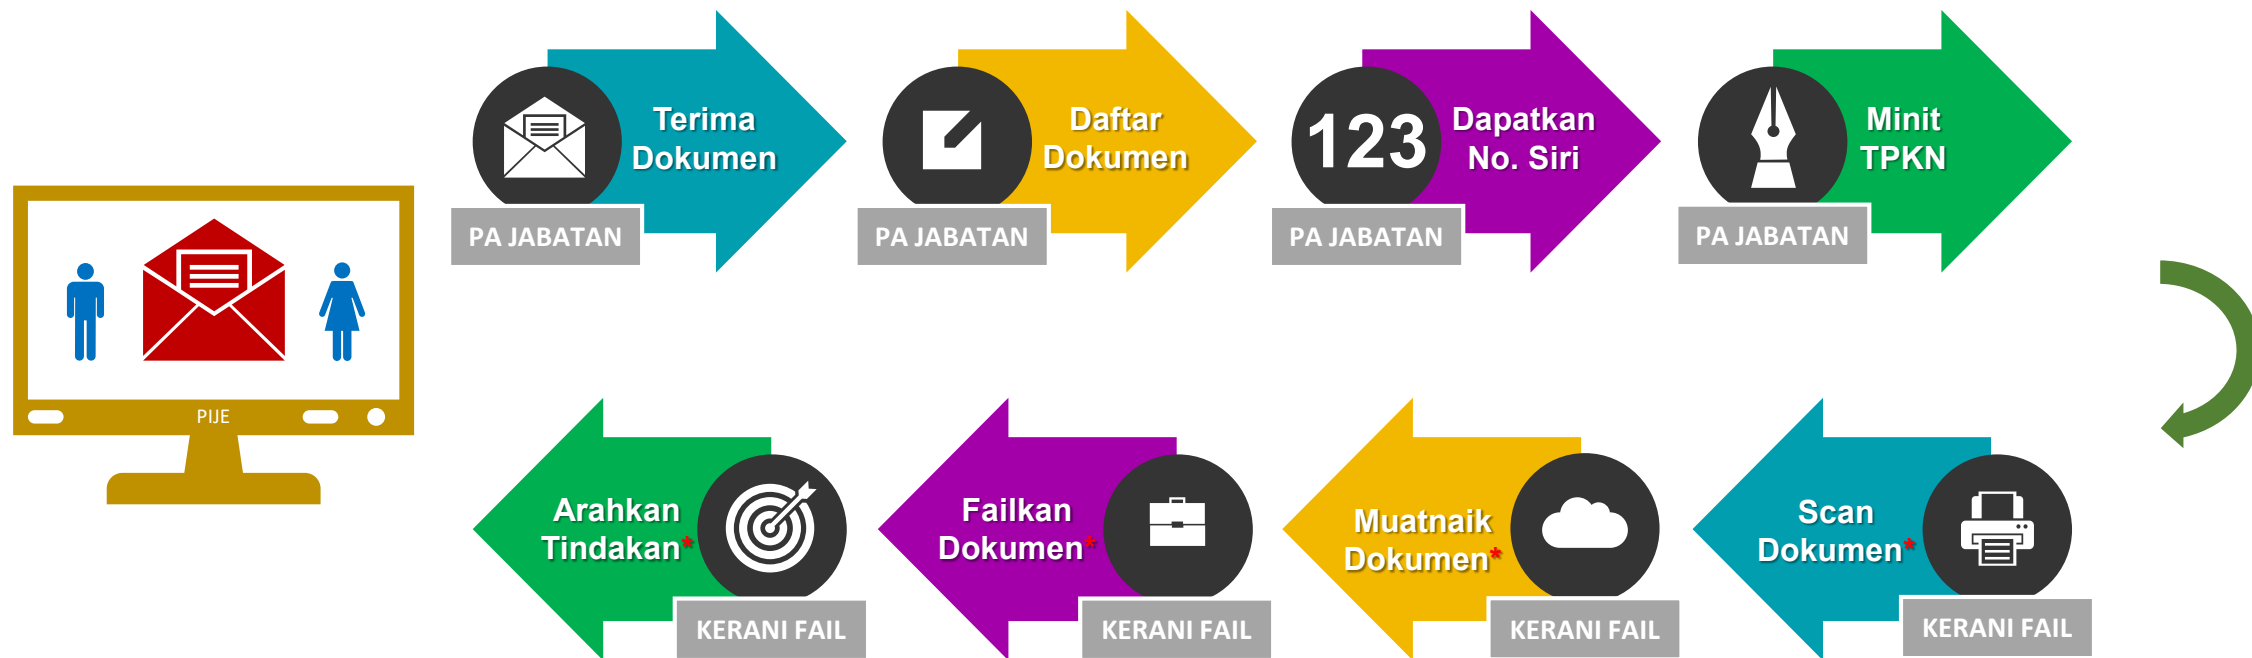 Terima
Dokumen
PA JABATAN
Daftar
Dokumen
PA JABATAN
123
Dapatkan
No. Siri
PA JABATAN
Minit
TPKN
PA JABATAN
PIJE
Scan
Dokumen*
KERANI FAIL
Muatnaik
Dokumen*
KERANI FAIL
Failkan
Dokumen*
KERANI FAIL
Arahkan
Tindakan*
KERANI FAIL